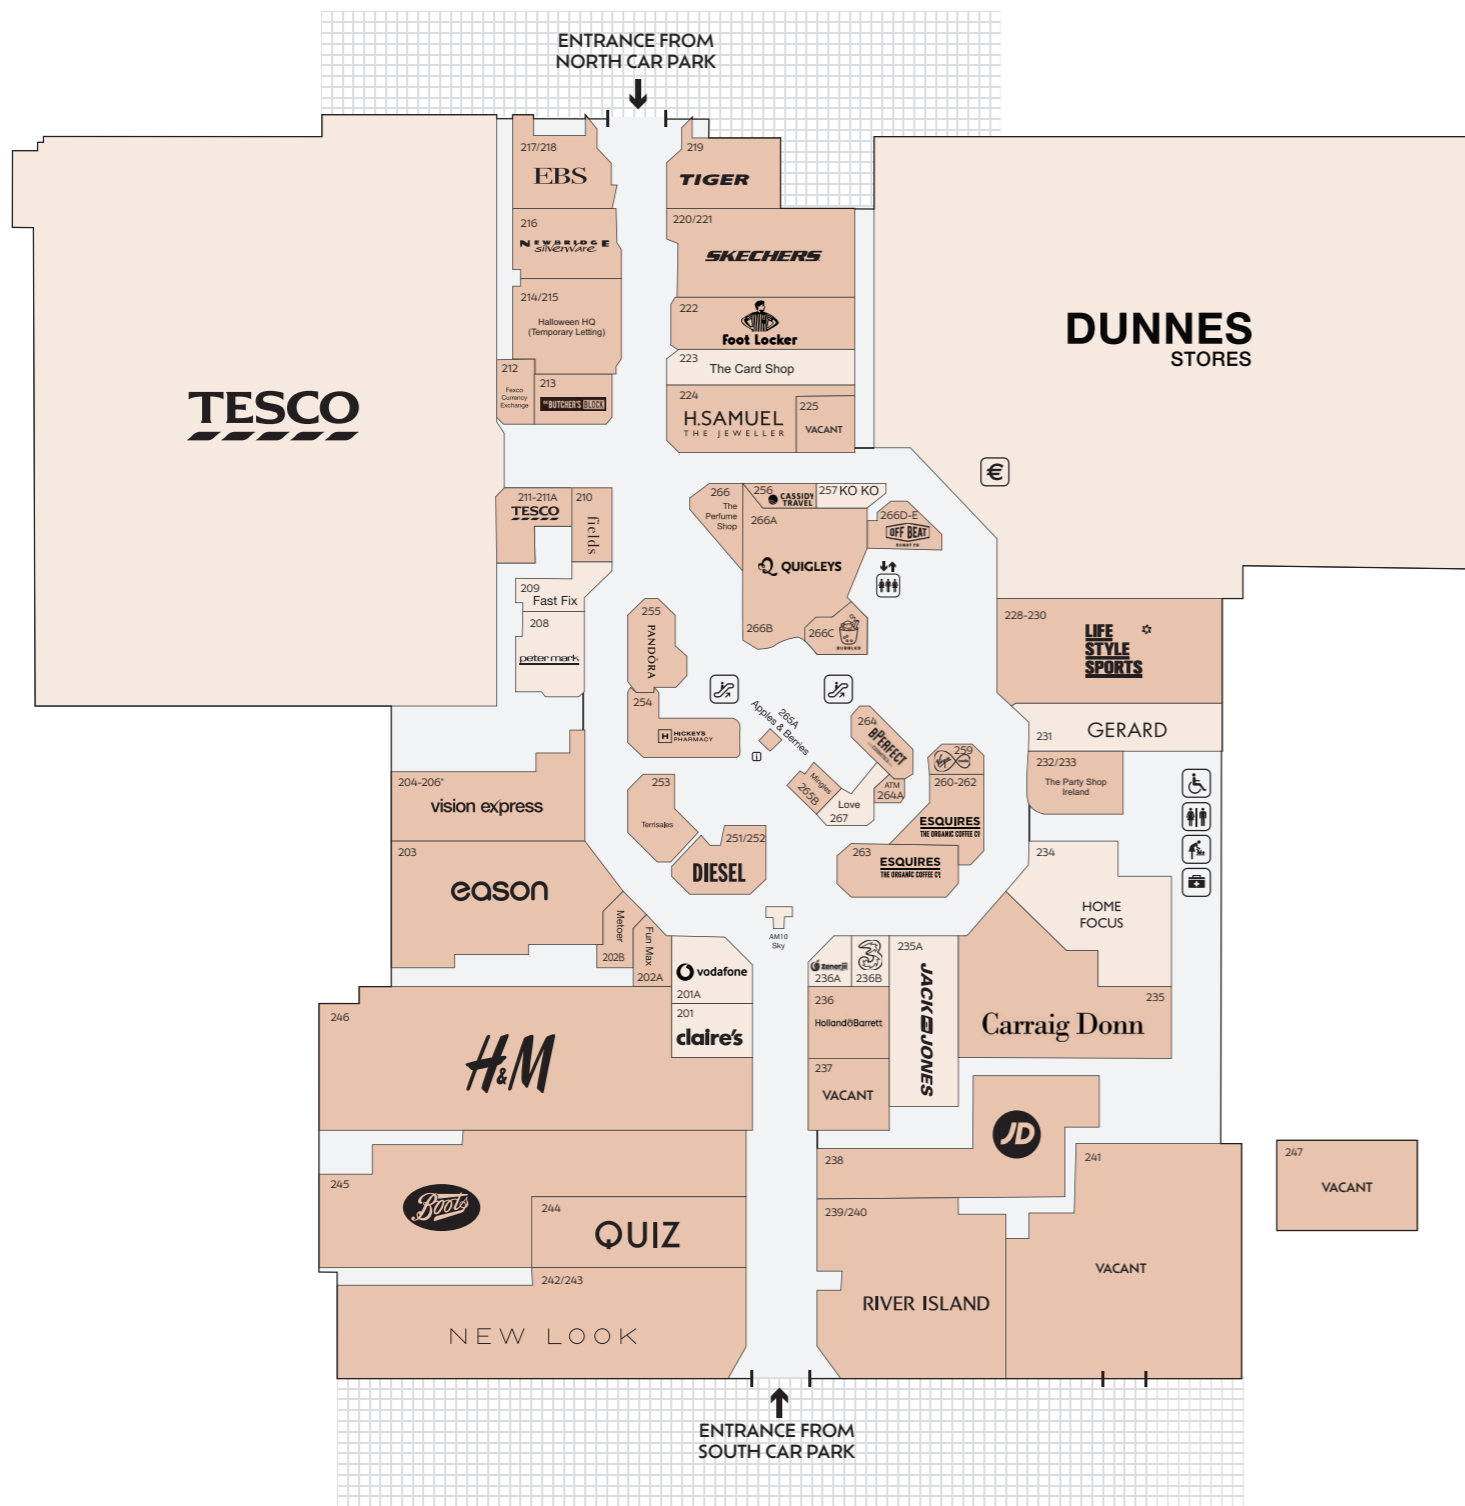 ENTRANCE FROM
NORTH CAR PARK
217/218
EBS
219
TIGER
216
NEWBRIDGE
silverware
220/221
SKECHERS
214/215
Halloween HQ
(Temporary Letting)
222
Foot Locker
223
The Card Shop
212
Fexco
Currency
Exchange
213
THE BUTCHER'S BLOCK
224
H.SAMUEL
THE JEWELLER
225
VACANT
TESCO
DUNNES
STORES
€
211-211A
TESCO
210
fields
266
The
Perfume
Shop
256
CASSIDY
TRAVEL
257 KO KO
266A
QUIGLEYS
266B
266D-E
OFF BEAT
DONUT CO
266C
BUBBLED
209
Fast Fix
208
peter mark
255
PANDÖRA
254
H HICKEY'S
PHARMACY
265A
Apples & Berries
i
264
BPERFECT
COSMETICS
Mingles
265B
Love
267
ATM
264A
259
Virgin media
260-262
ESQUIRES
THE ORGANIC COFFEE CO
263
ESQUIRES
THE ORGANIC COFFEE CO.
228-230
LIFE
STYLE
SPORTS
231
GERARD
232/233
The Party Shop
Ireland
204-206*
vision express
253
Terrisales
251/252
DIESEL
203
eason
Metoer
202B
Fun Max
202A
AM10
Sky
234
HOME
FOCUS
vodafone
201A
201
claire's
zenerji
236A
3
236B
235A
JACK JONES
235
Carraig Donn
236
Holland&Barrett
237
VACANT
246
H&M
245
Boots
244
QUIZ
242/243
NEW LOOK
238
JD
239/240
RIVER ISLAND
241
VACANT
247
VACANT
ENTRANCE FROM
SOUTH CAR PARK